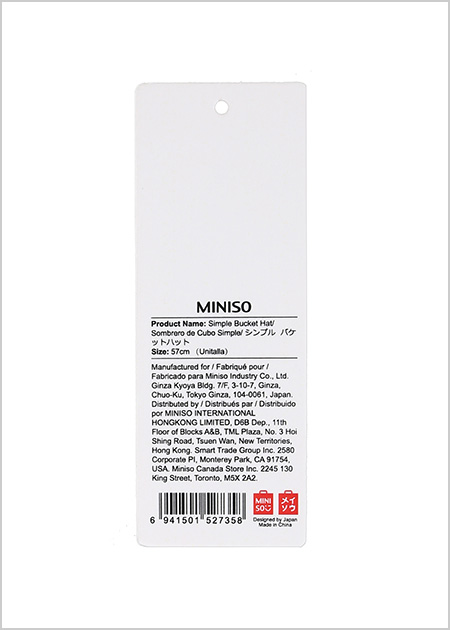 MINISO
Product Name: Simple Bucket Hat/
Sombrero de Cubo Simple/ シンプル バケ
ットハット
Size: 57cm （Unitalla）
Manufactured for / Fabriqué pour /
Fabricado para Miniso Industry Co., Ltd.
Ginza Kyoya Bldg. 7/F, 3-10-7, Ginza,
Chuo-Ku, Tokyo Ginza, 104-0061, Japan.
Distributed by / Distribués par / Distribuido
por MINISO INTERNATIONAL
HONGKONG LIMITED, D6B Dep., 11th
Floor of Blocks A&B, TML Plaza, No. 3 Hoi
Shing Road, Tsuen Wan, New Territories,
Hong Kong. Smart Trade Group Inc. 2580
Corporate Pl, Monterey Park, CA 91754,
USA. Miniso Canada Store Inc. 2245 130
King Street, Toronto, M5X 2A2.
MINI
SO
メイ
ソウ
6 941501 527358
Designed by Japan
Made in China